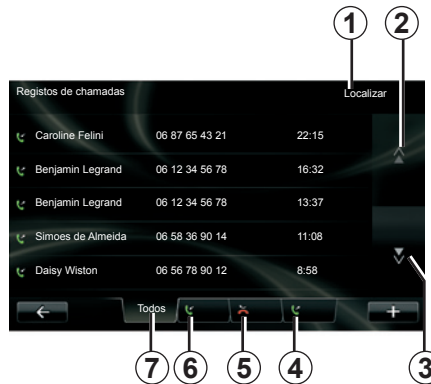 1 2
Registos de chamadas Localizar
Caroline Felini 06 87 65 43 21 22:15
Benjamin Legrand 06 12 34 56 78 16:32
Benjamin Legrand 06 12 34 56 78 13:37
Simoes de Almeida 06 58 36 90 14 11:08
Daisy Wiston 06 56 78 90 12 8:58
Todos
7 6 5 4 3